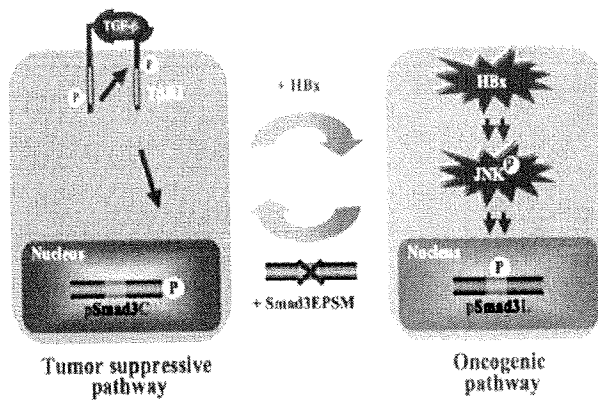 TGF-β
P
P
TβRI
Nucleus
P
pSmad3C
Tumor suppressive
pathway
+ HBx
+ Smad3EPSM
HBx
JNK P
Nucleus
P
pSmad3L
Oncogenic
pathway